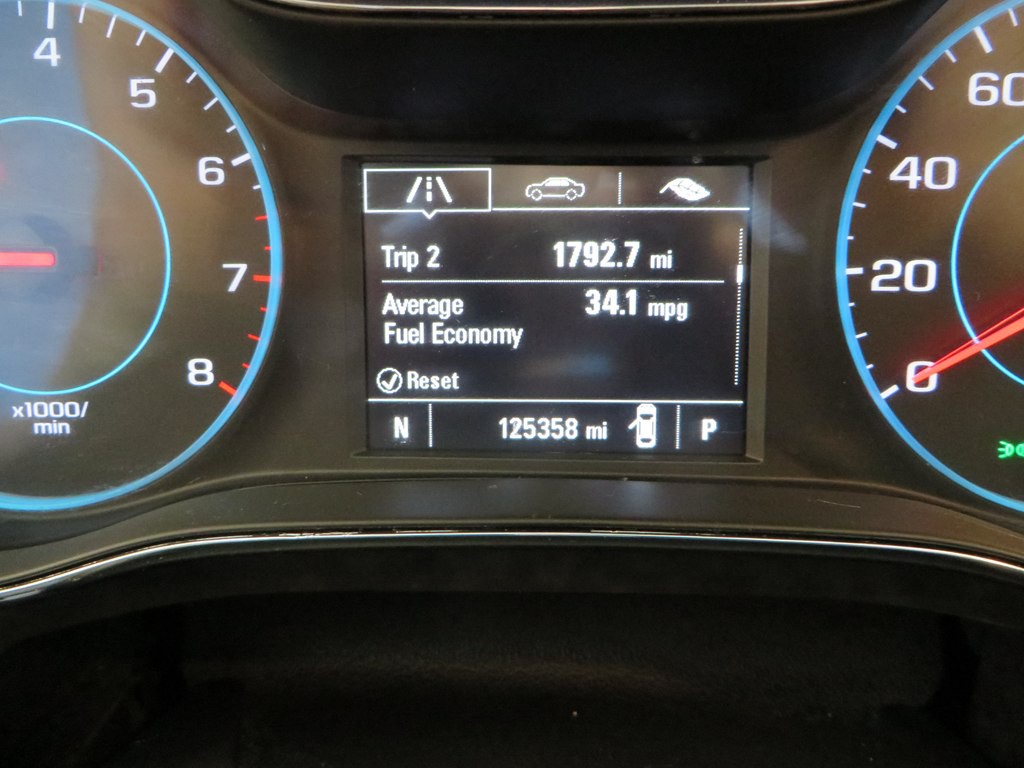 4
5
6
7
8
x1000/
min
Trip 2 1792.7 mi
Average 34.1 mpg
Fuel Economy
Reset
N 125358 mi P
60
40
20
0